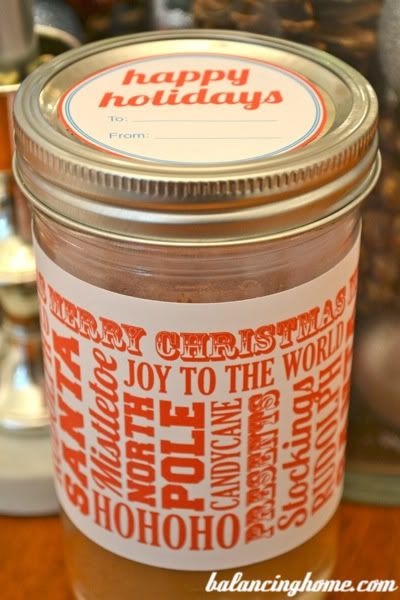 happy
holidays
To:
From:
MERRY CHRISTMAS
JOY TO THE WORLD
SANTA
Mistletoe
NORTH
POLE
CANDYCANE
PRESENTS
Stockings
HOHOHO
balancinghome.com